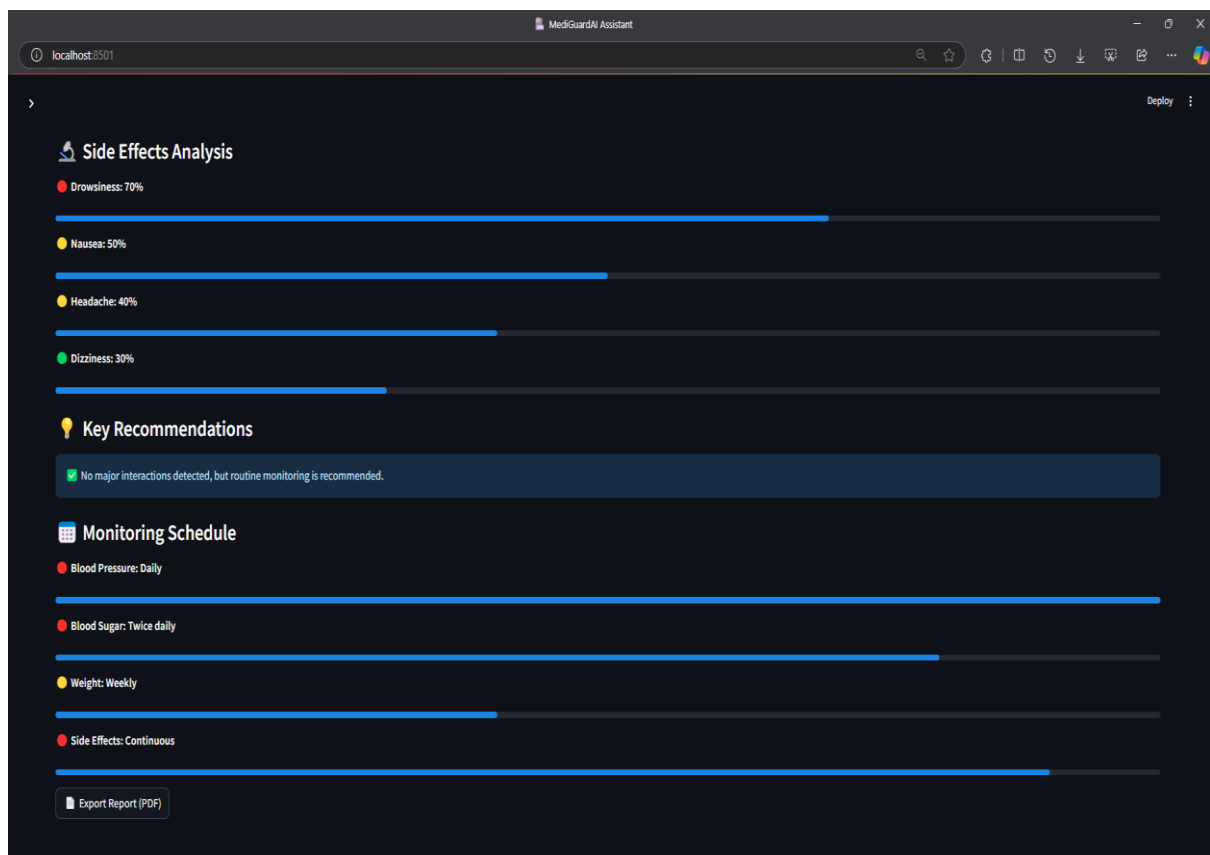 MediGuardAI Assistant
localhost:8501
Deploy
Side Effects Analysis
Drowsiness: 70%
Nausea: 50%
Headache: 40%
Dizziness: 30%
Key Recommendations
No major interactions detected, but routine monitoring is recommended.
Monitoring Schedule
Blood Pressure: Daily
Blood Sugar: Twice daily
Weight: Weekly
Side Effects: Continuous
Export Report (PDF)